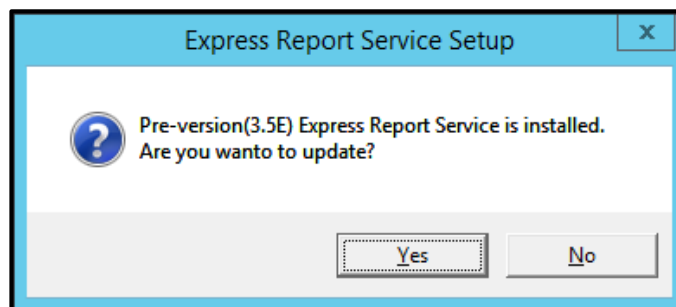 Express Report Service Setup
x
Pre-version(3.5E) Express Report Service is installed.
Are you wanto to update?
Yes
No